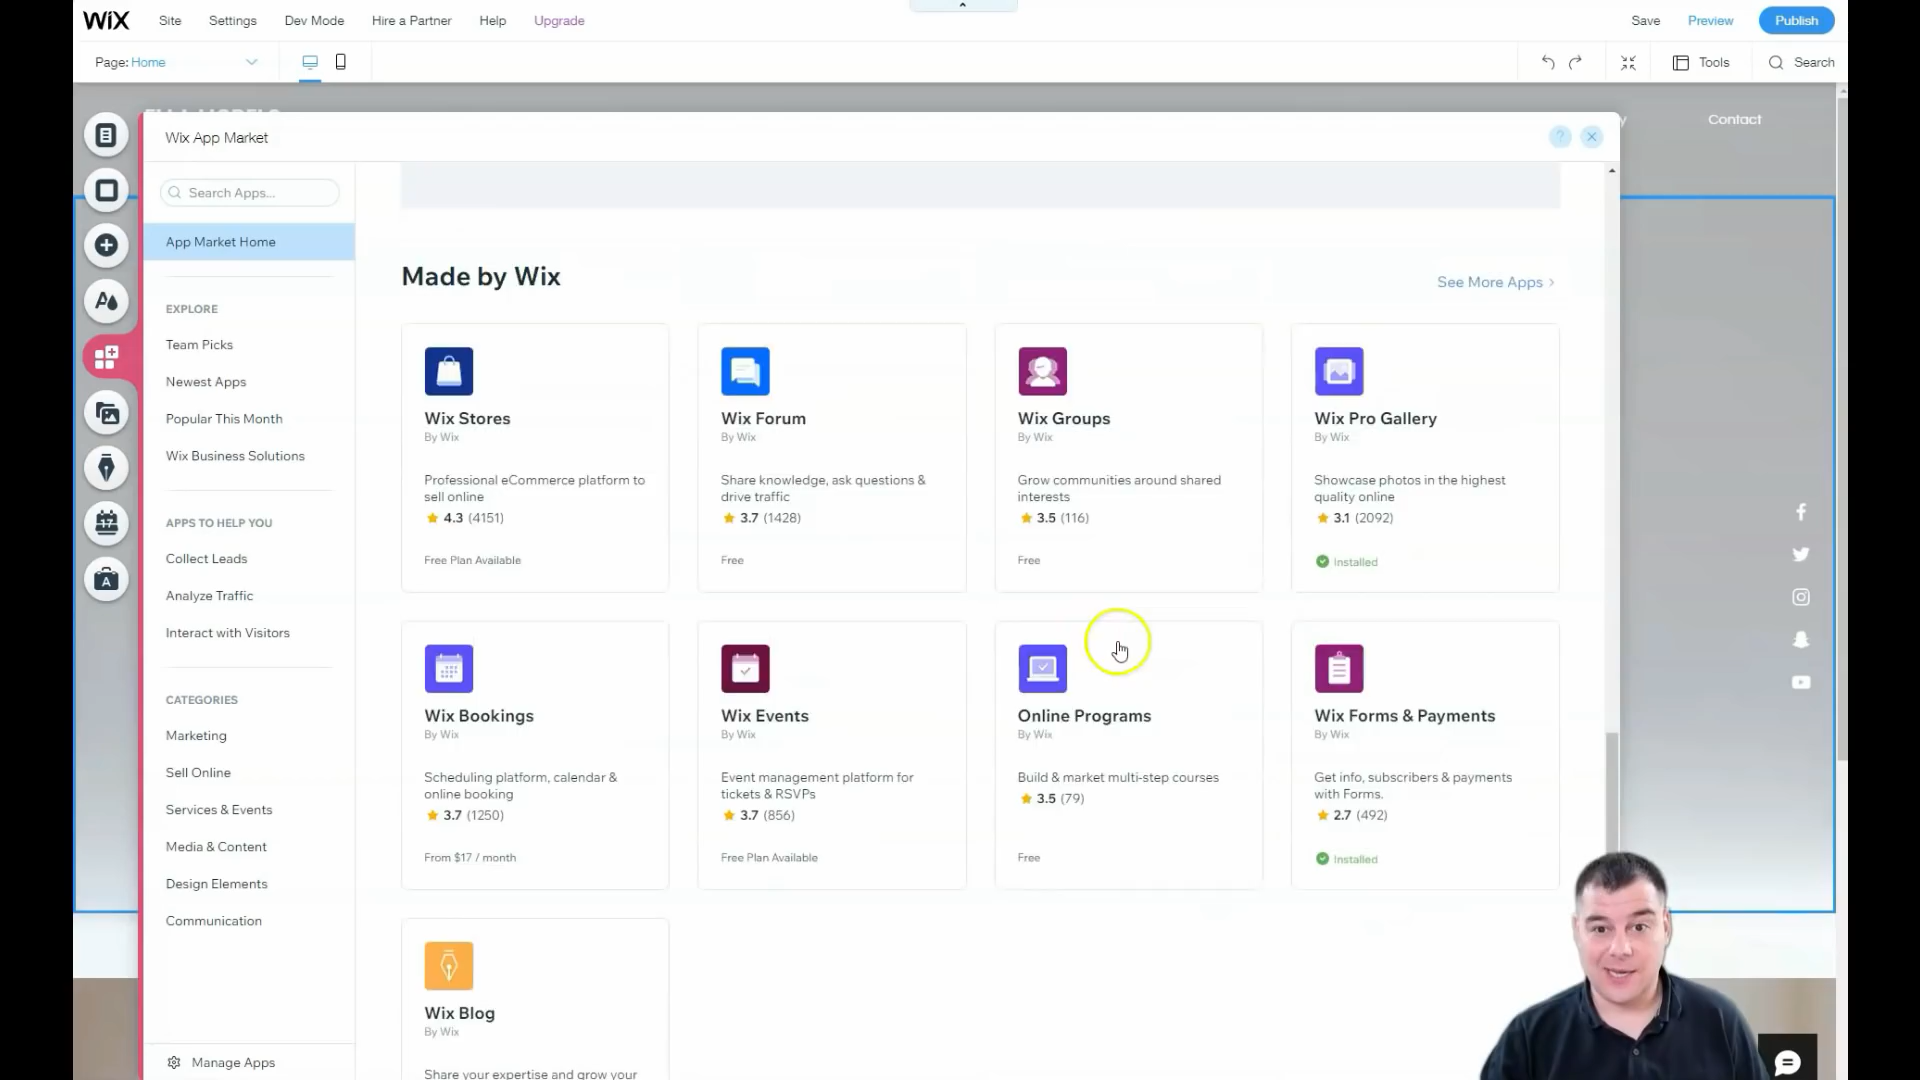 WiX Site Settings Dev Mode Hire a Partner Help Upgrade Save Preview Publish
Page: Home Tools Search
Contact
Wix App Market ?
Search Apps...
App Market Home
EXPLORE
Team Picks
Newest Apps
Popular This Month
Wix Business Solutions
APPS TO HELP YOU
Collect Leads
Analyze Traffic
Interact with Visitors
CATEGORIES
Marketing
Sell Online
Services & Events
Media & Content
Design Elements
Communication
Manage Apps
Made by Wix
See More Apps >
Wix Stores
By Wix
Professional eCommerce platform to
sell online
4.3 (4151)
Free Plan Available
Wix Forum
By Wix
Share knowledge, ask questions &
drive traffic
3.7 (1428)
Free
Wix Groups
By Wix
Grow communities around shared
interests
3.5 (116)
Free
Wix Pro Gallery
By Wix
Showcase photos in the highest
quality online
3.1 (2092)
Installed
Wix Bookings
By Wix
Scheduling platform, calendar &
online booking
3.7 (1250)
From $17 / month
Wix Events
By Wix
Event management platform for
tickets & RSVPs
3.7 (856)
Free Plan Available
Online Programs
By Wix
Build & market multi-step courses
3.5 (79)
Free
Wix Forms & Payments
By Wix
Get info, subscribers & payments
with Forms.
2.7 (492)
Installed
Wix Blog
By Wix
Share your expertise and grow your